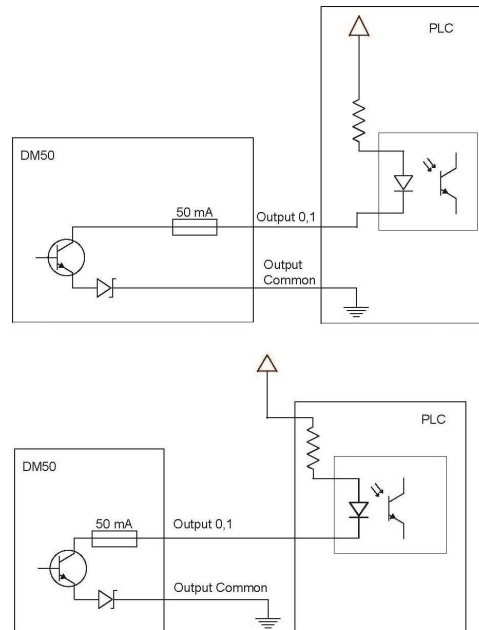 PLC
DM50
50 mA
Output 0,1
Output
Common
PLC
DM50
50 mA
Output 0,1
Output Common